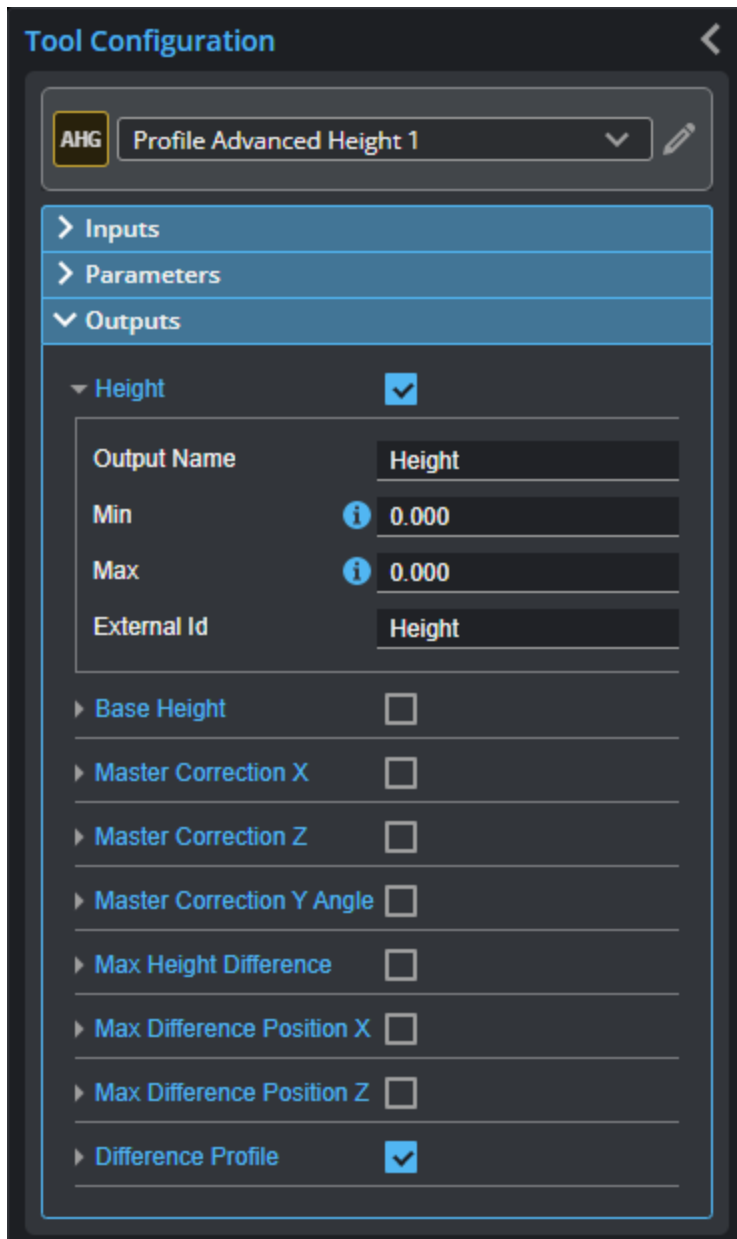 Tool Configuration
AHG Profile Advanced Height 1
Inputs
Parameters
Outputs
Height
Output Name Height
Min 0.000
Max 0.000
External Id Height
Base Height
Master Correction X
Master Correction Z
Master Correction Y Angle
Max Height Difference
Max Difference Position X
Max Difference Position Z
Difference Profile